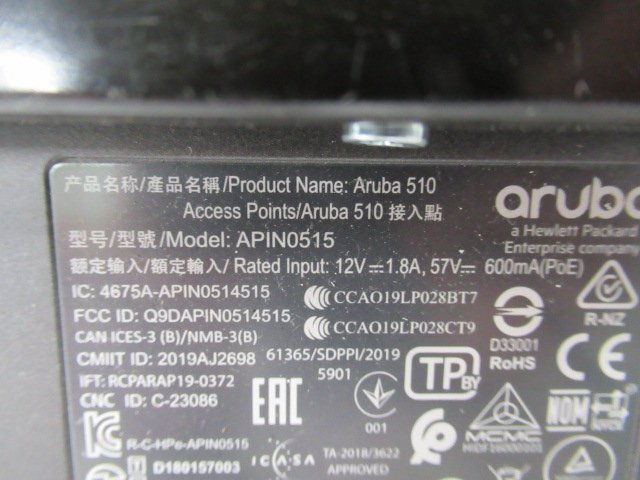 产品名称/產品名稱/Product Name: Aruba 510
Access Points/Aruba 510 接入點
型号/型號/Model: APIN0515
额定输入/額定輸入/ Rated Input: 12V⎓1.8A, 57V⎓ 600mA(PoE)
aruba
a Hewlett Packard
Enterprise company
IC: 4675A-APIN0514515
FCC ID: Q9DAPIN0514515
CAN ICES-3 (B)/NMB-3(B)
CMIIT ID: 2019AJ2698
IFT: RCPARAP19-0372
CNC ID: C-23086
CCAO19LP028BT7
CCAO19LP028CT9
61365/SDPPI/2019
5901
D33001
RoHS
R-NZ
CE
EAC
001
TP
BY
MCMC
HIDF16000101
NOM
NYCE
R-C-HPe-APIN0515
D180157003
ICASA
TA-2018/3622
APPROVED